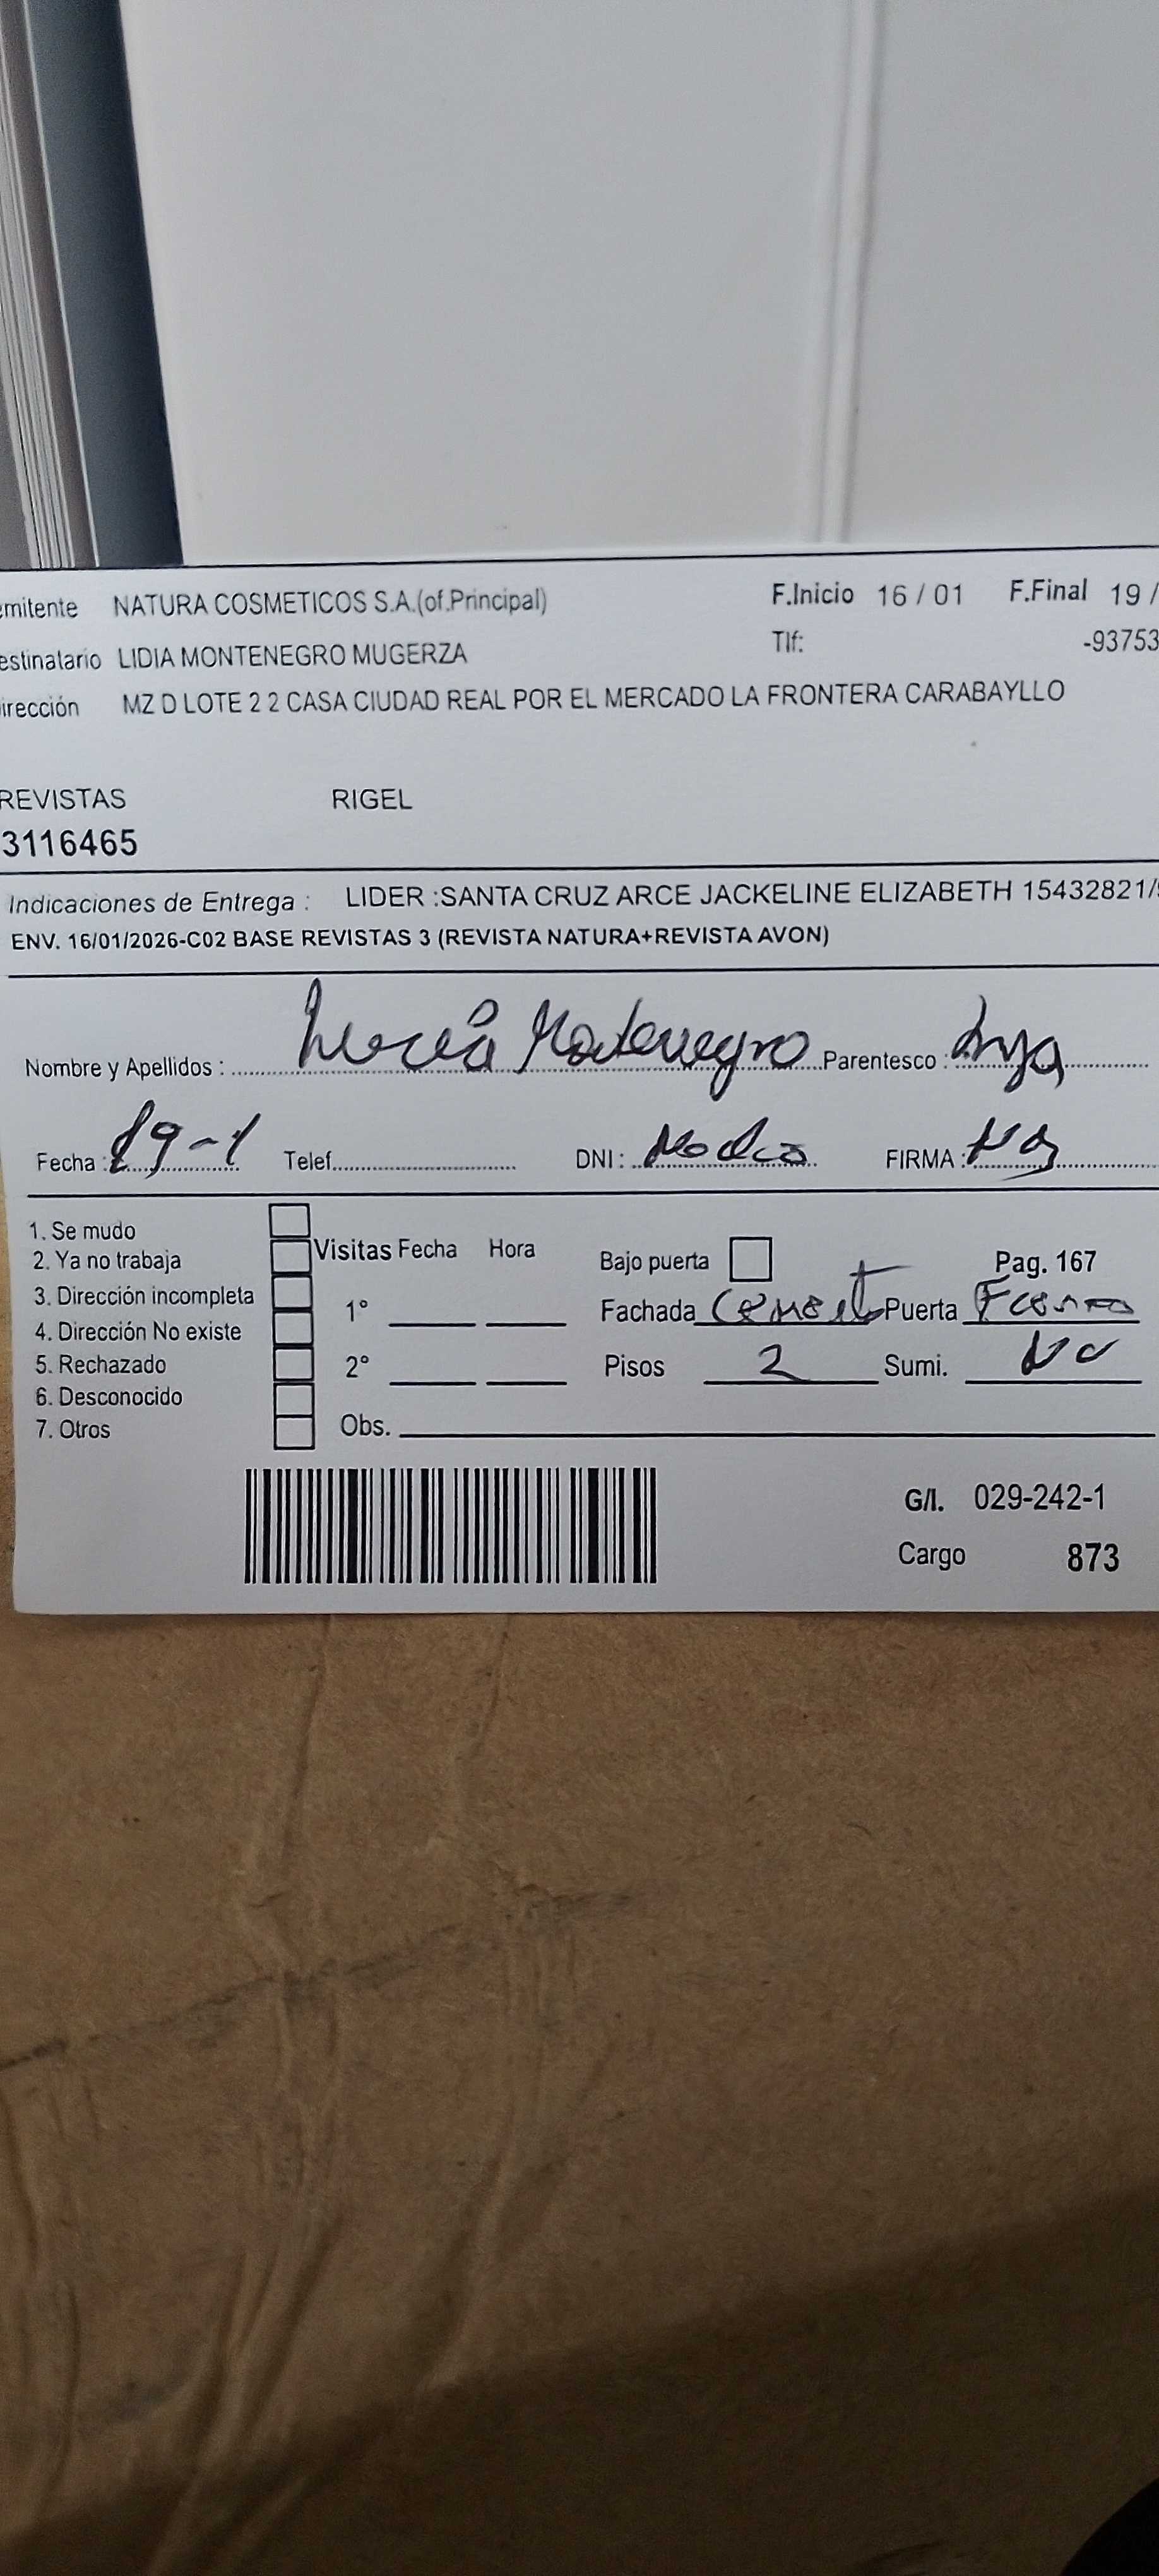 emitente NATURA COSMETICOS S.A.(of.Principal) F.Inicio 16 / 01 F.Final 19 /
estinatario LIDIA MONTENEGRO MUGERZA Tlf: -93753
irección MZ D LOTE 2 2 CASA CIUDAD REAL POR EL MERCADO LA FRONTERA CARABAYLLO
REVISTAS RIGEL
3116465
Indicaciones de Entrega : LIDER :SANTA CRUZ ARCE JACKELINE ELIZABETH 15432821/
ENV. 16/01/2026-C02 BASE REVISTAS 3 (REVISTA NATURA+REVISTA AVON)
Nombre y Apellidos : Montenegro Parentesco :
Fecha : 19-1 Telef. DNI : FIRMA :
1. Se mudo
2. Ya no trabaja Visitas Fecha Hora Bajo puerta Pag. 167
3. Dirección incompleta 1° Fachada Puerta
4. Dirección No existe
5. Rechazado 2° Pisos 2 Sumi.
6. Desconocido
7. Otros Obs.
G/I. 029-242-1
Cargo 873